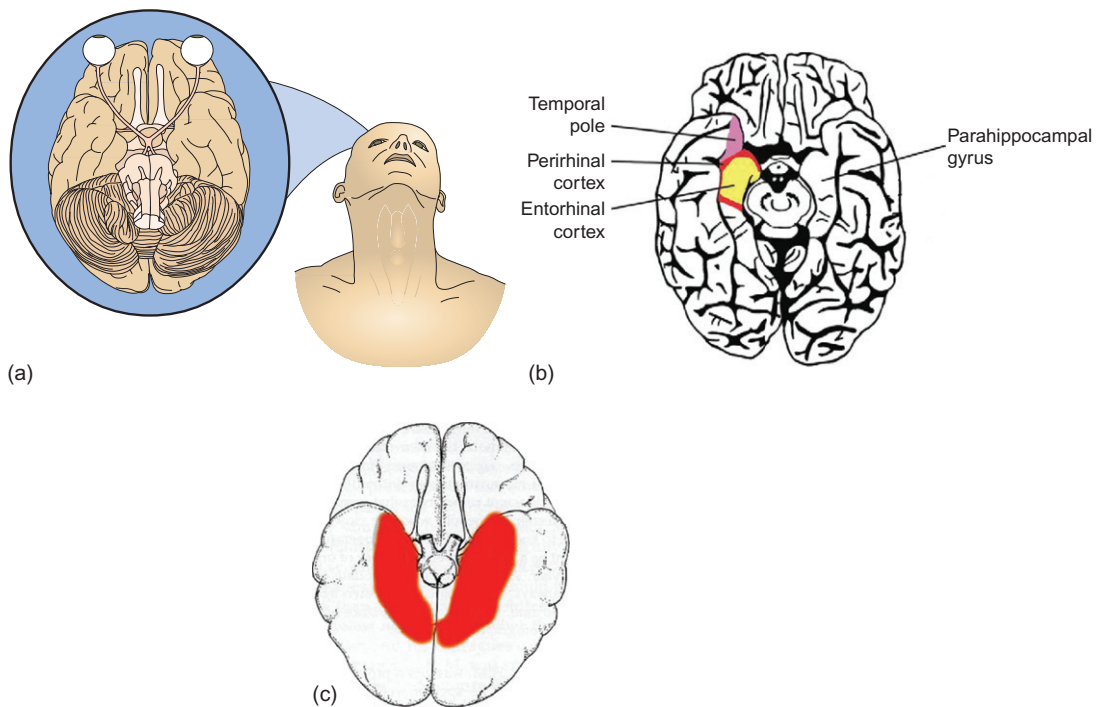 Temporal
pole
Perirhinal
cortex
Entorhinal
cortex
Parahippocampal
gyrus
(a)
(b)
(c)